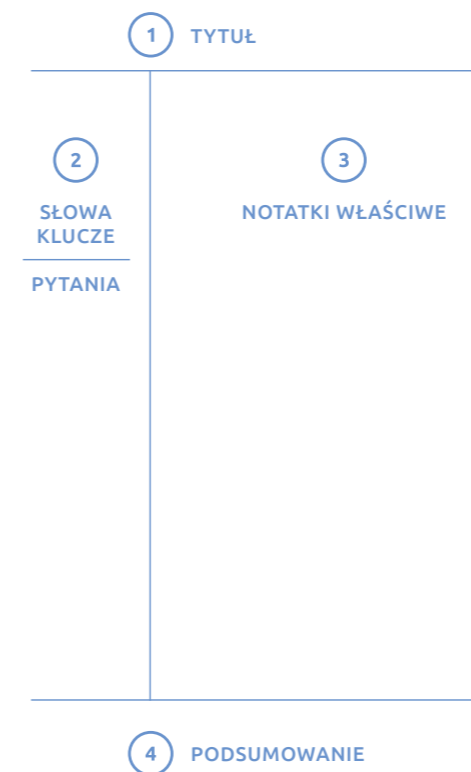 1 TYTUŁ
2
SŁOWA
KLUCZE
PYTANIA
3
NOTATKI WŁAŚCIWE
4 PODSUMOWANIE